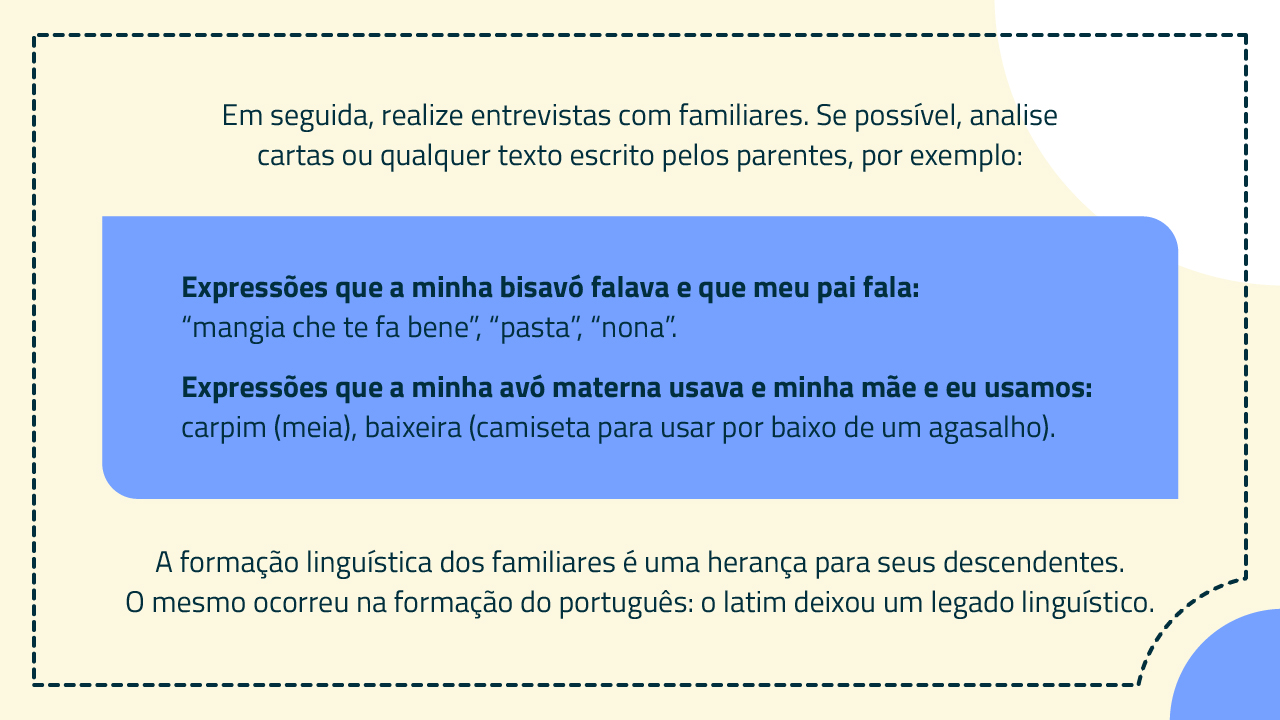 Em seguida, realize entrevistas com familiares. Se possível, analise
cartas ou qualquer texto escrito pelos parentes, por exemplo:
Expressões que a minha bisavó falava e que meu pai fala:
“mangia che te fa bene”, “pasta”, “nona”.
Expressões que a minha avó materna usava e minha mãe e eu usamos:
carpim (meia), baixeira (camiseta para usar por baixo de um agasalho).
A formação linguística dos familiares é uma herança para seus descendentes.
O mesmo ocorreu na formação do português: o latim deixou um legado linguístico.